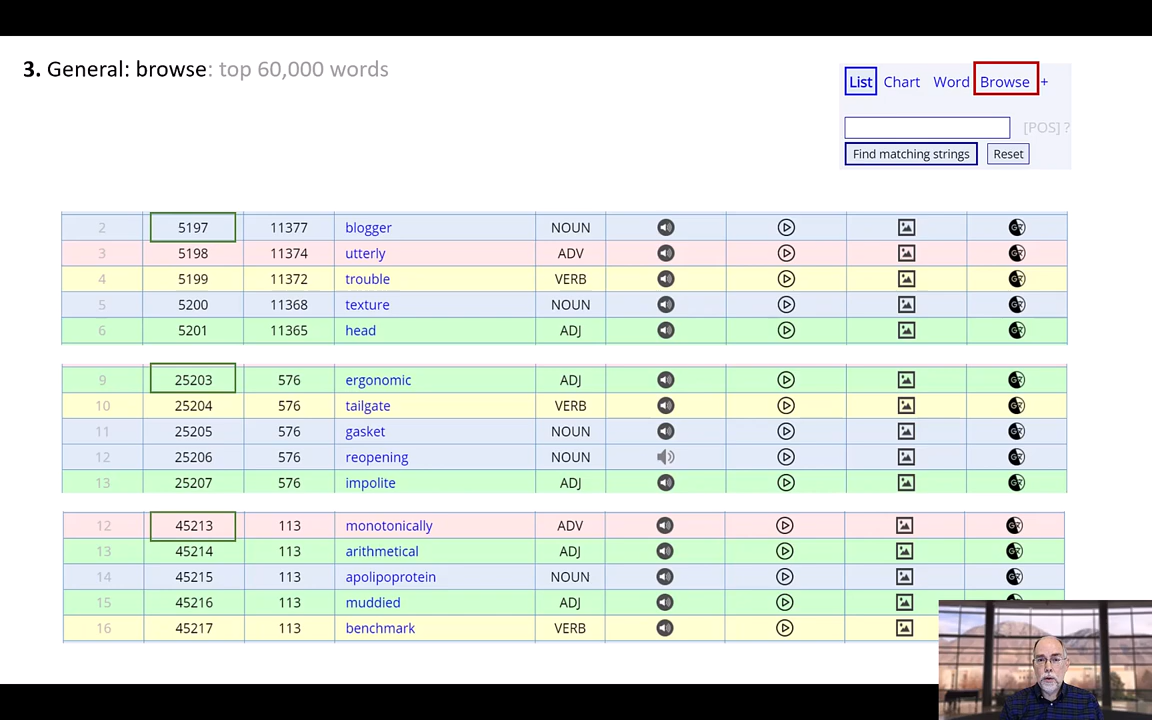 3. General: browse: top 60,000 words
List Chart Word Browse +
[POS] ?
Find matching strings Reset
2 5197 11377 blogger NOUN
3 5198 11374 utterly ADV
4 5199 11372 trouble VERB
5 5200 11368 texture NOUN
6 5201 11365 head ADJ
9 25203 576 ergonomic ADJ
10 25204 576 tailgate VERB
11 25205 576 gasket NOUN
12 25206 576 reopening NOUN
13 25207 576 impolite ADJ
12 45213 113 monotonically ADV
13 45214 113 arithmetical ADJ
14 45215 113 apolipoprotein NOUN
15 45216 113 muddied ADJ
16 45217 113 benchmark VERB